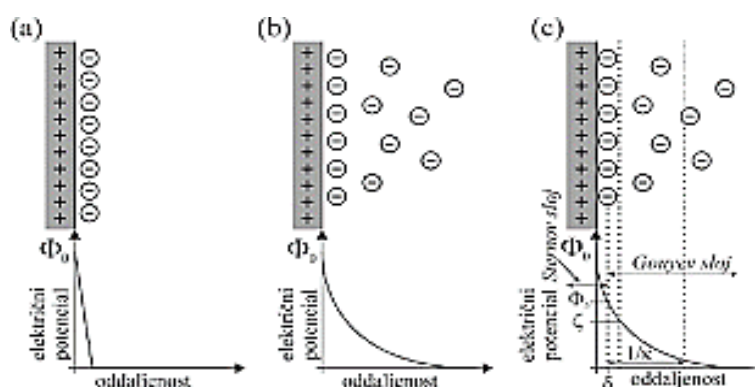 (a)
(b)
(c)
Φ₀
električni
potencial
oddaljenost
Φ₀
električni
potencial
oddaljenost
Φ₀
Sternov sloj
Gouyev sloj
Φ
ζ
1/κ
električni
potencial
δ
oddaljenost